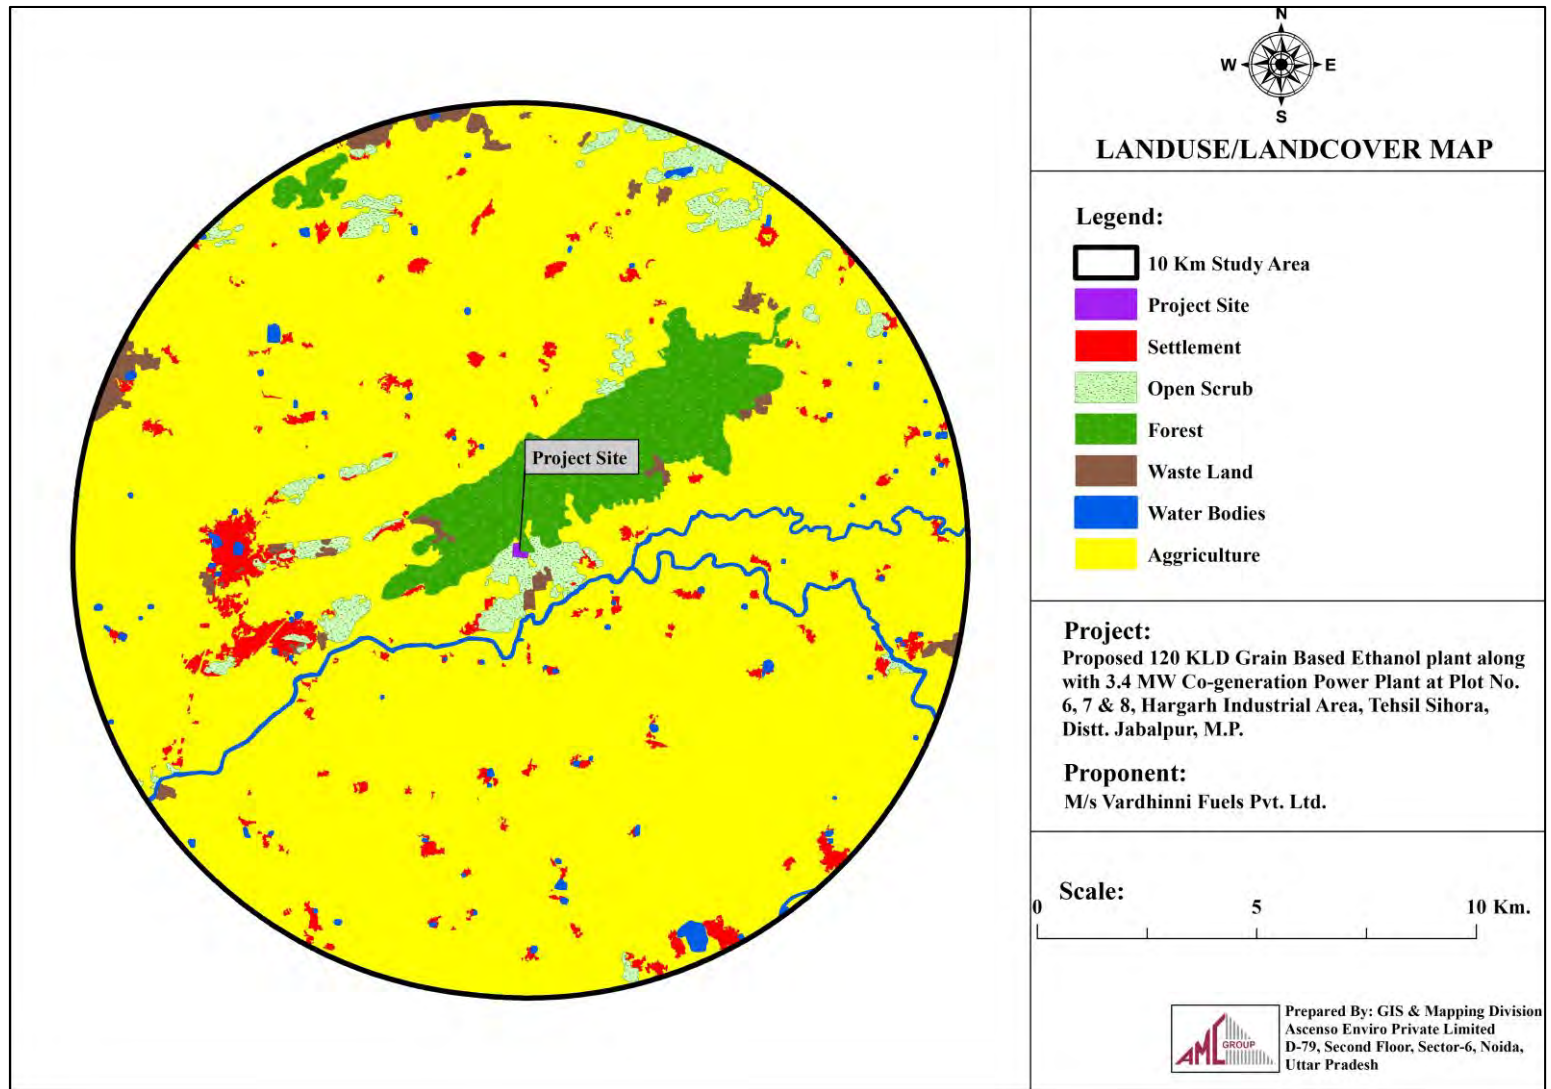 N
W E
S
LANDUSE/LANDCOVER MAP
Legend:
10 Km Study Area
Project Site
Settlement
Open Scrub
Forest
Waste Land
Water Bodies
Aggriculture
Project Site
Project:
Proposed 120 KLD Grain Based Ethanol plant along
with 3.4 MW Co-generation Power Plant at Plot No.
6, 7 & 8, Hargarh Industrial Area, Tehsil Sihora,
Distt. Jabalpur, M.P.
Proponent:
M/s Vardhinni Fuels Pvt. Ltd.
Scale:
0 5 10 Km.
AMC GROUP
Prepared By: GIS & Mapping Division
Ascenso Enviro Private Limited
D-79, Second Floor, Sector-6, Noida,
Uttar Pradesh